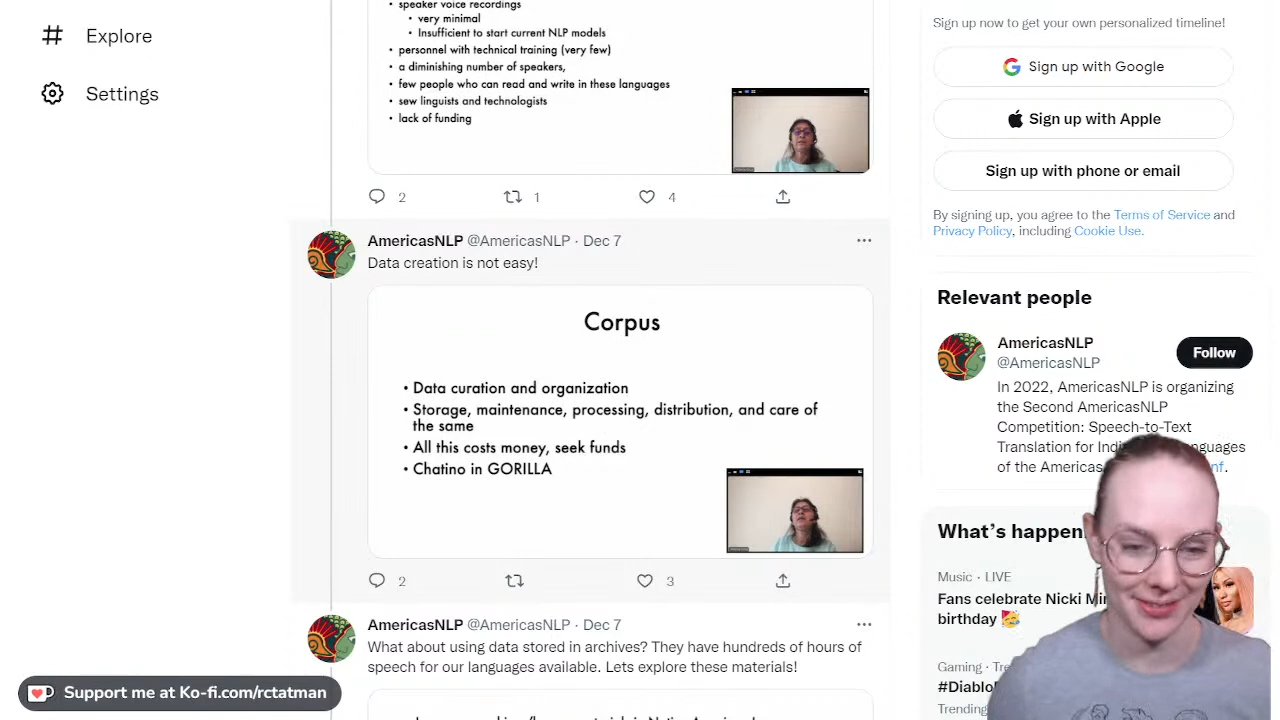 Explore
Settings
speaker voice recordings
very minimal
Insufficient to start current NLP models
personnel with technical training (very few)
a diminishing number of speakers,
few people who can read and write in these languages
sew linguists and technologists
lack of funding
2
1
4
AmericasNLP @AmericasNLP · Dec 7
Data creation is not easy!
Corpus
• Data curation and organization
• Storage, maintenance, processing, distribution, and care of
the same
• All this costs money, seek funds
• Chatino in GORILLA
2
3
AmericasNLP @AmericasNLP · Dec 7
What about using data stored in archives? They have hundreds of hours of
speech for our languages available. Lets explore these materials!
Support me at Ko-fi.com/rctatman
Sign up now to get your own personalized timeline!
Sign up with Google
Sign up with Apple
Sign up with phone or email
By signing up, you agree to the Terms of Service and
Privacy Policy, including Cookie Use.
Relevant people
AmericasNLP
@AmericasNLP
Follow
In 2022, AmericasNLP is organizing
the Second AmericasNLP
Competition: Speech-to-Text
Translation for Indi nguages
of the Americas nf.
What's happen
Music · LIVE
Fans celebrate Nicki Mi
birthday
Gaming · Tre
#Diablo
Trending